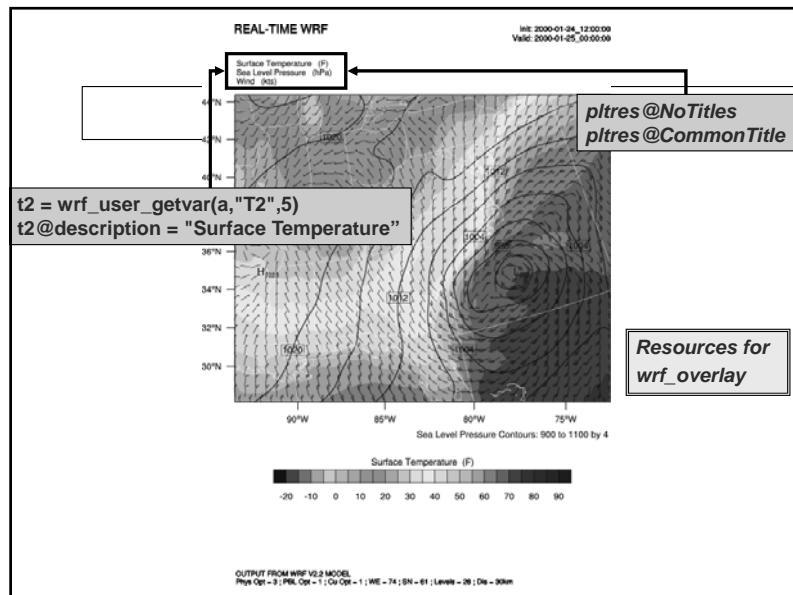 REAL-TIME WRF
Init: 2000-01-24_12:00:00
Valid: 2000-01-25_00:00:00
Surface Temperature (F)
Sea Level Pressure (hPa)
Wind (kts)
pltres@NoTitles
pltres@CommonTitle
44°N
42°N
40°N
1020
1012
t2 = wrf_user_getvar(a,"T2",5)
t2@description = "Surface Temperature”
1004
36°N
34°N
32°N
30°N
H
1012
1020
1004
Resources for
wrf_overlay
90°W
85°W
80°W
75°W
Sea Level Pressure Contours: 900 to 1100 by 4
Surface Temperature (F)
-20 -10 0 10 20 30 40 50 60 70 80 90
OUTPUT FROM WRF V2.2 MODEL
Phys Opt = 3 ; PBL Opt = 1 ; Cu Opt = 1 ; WE = 74 ; SN = 61 ; Levels = 28 ; Dis = 30km